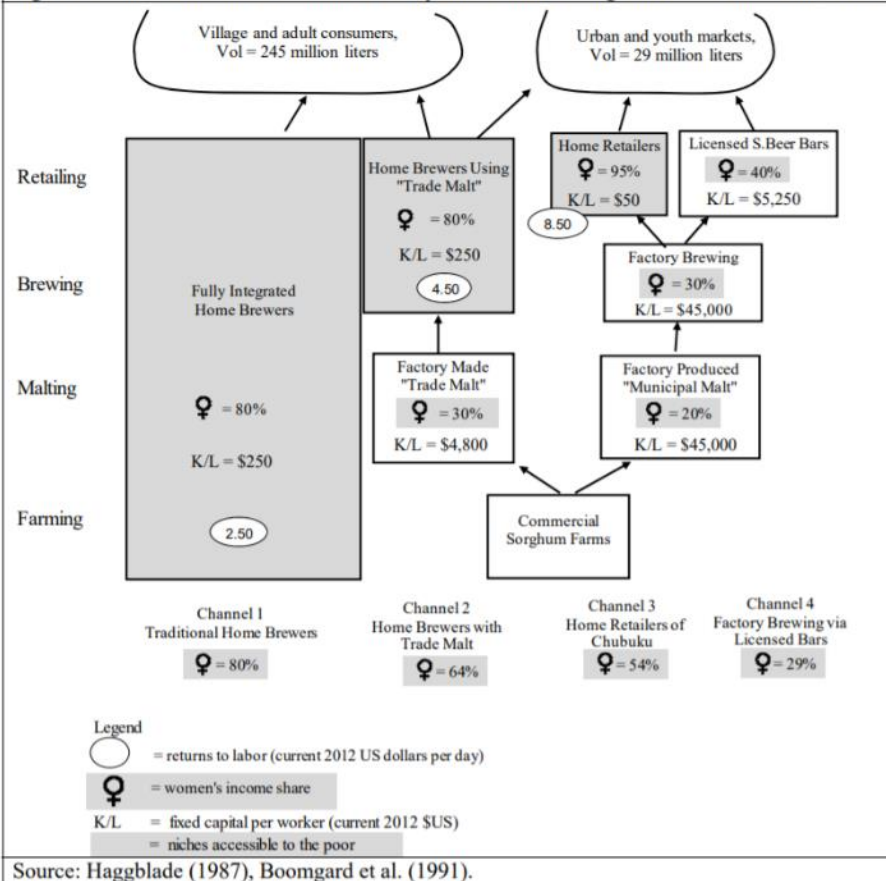 Village and adult consumers,
Vol = 245 million liters
Urban and youth markets,
Vol = 29 million liters
Retailing
Brewing
Malting
Farming
Fully Integrated
Home Brewers
♀ = 80%
K/L = $250
2.50
Home Brewers Using
"Trade Malt"
♀ = 80%
K/L = $250
4.50
Factory Made
"Trade Malt"
♀ = 30%
K/L = $4,800
Home Retailers
♀ = 95%
K/L = $50
8.50
Licensed S.Beer Bars
♀ = 40%
K/L = $5,250
Factory Brewing
♀ = 30%
K/L = $45,000
Factory Produced
"Municipal Malt"
♀ = 20%
K/L = $45,000
Commercial
Sorghum Farms
Channel 1
Traditional Home Brewers
♀ = 80%
Channel 2
Home Brewers with
Trade Malt
♀ = 64%
Channel 3
Home Retailers of
Chubuku
♀ = 54%
Channel 4
Factory Brewing via
Licensed Bars
♀ = 29%
Legend
= returns to labor (current 2012 US dollars per day)
♀ = women's income share
K/L = fixed capital per worker (current 2012 $US)
= niches accessible to the poor
Source: Haggblade (1987), Boomgard et al. (1991).